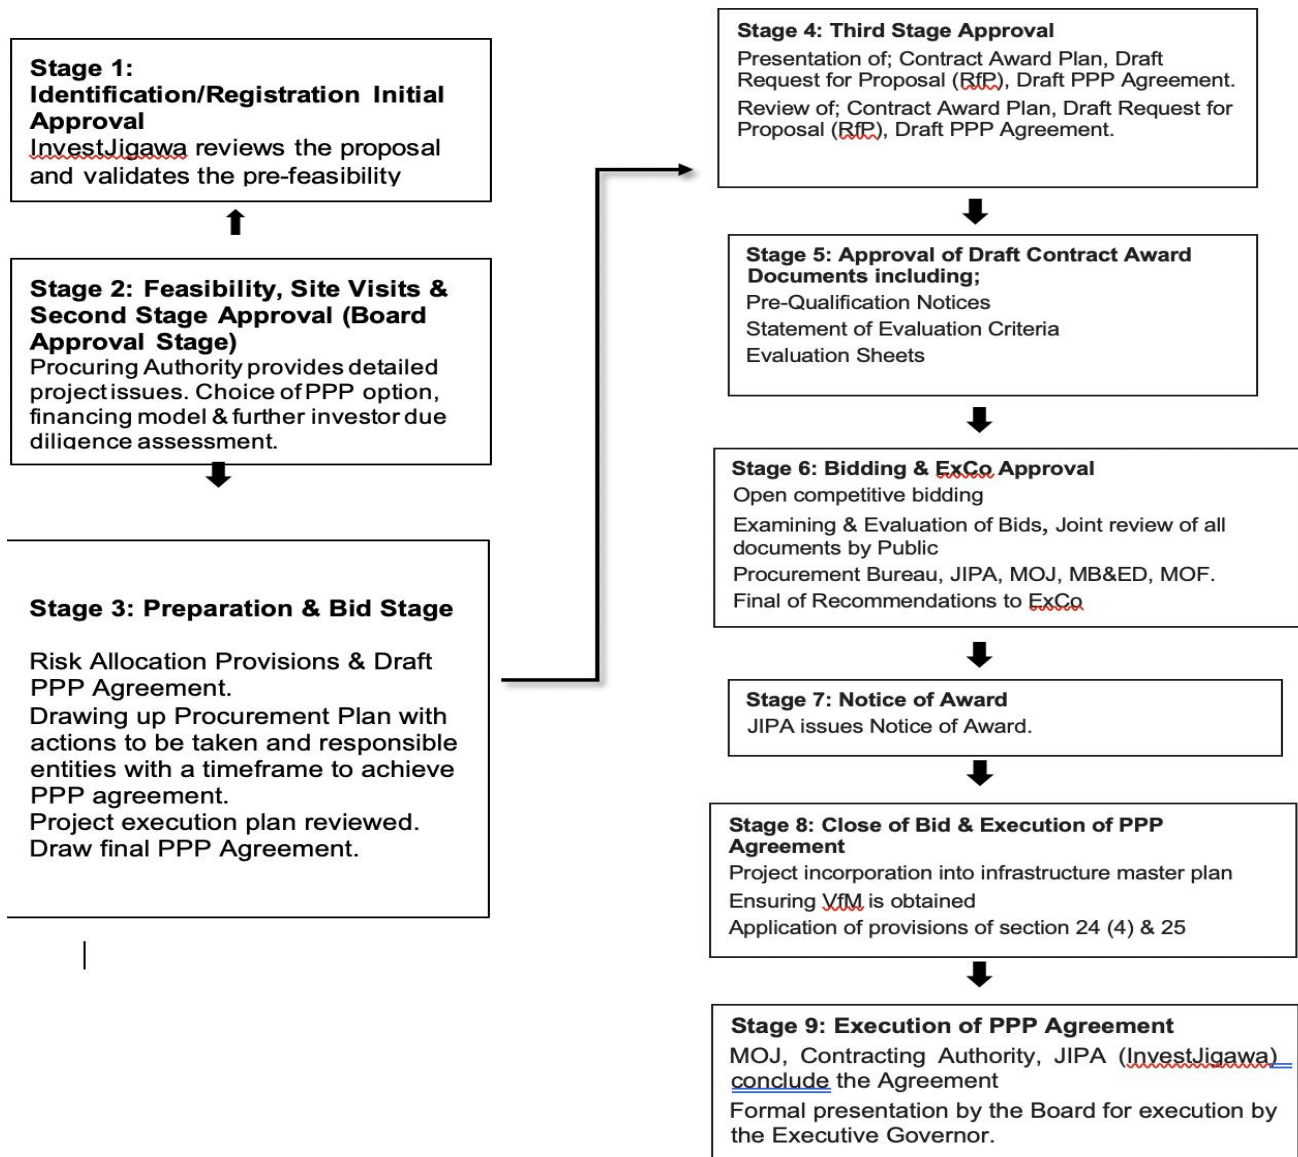 Stage 1:
Identification/Registration Initial
Approval
InvestJigawa reviews the proposal
and validates the pre-feasibility
Stage 2: Feasibility, Site Visits &
Second Stage Approval (Board
Approval Stage)
Procuring Authority provides detailed
project issues. Choice of PPP option,
financing model & further investor due
diligence assessment.
Stage 3: Preparation & Bid Stage
Risk Allocation Provisions & Draft
PPP Agreement.
Drawing up Procurement Plan with
actions to be taken and responsible
entities with a timeframe to achieve
PPP agreement.
Project execution plan reviewed.
Draw final PPP Agreement.
Stage 4: Third Stage Approval
Presentation of; Contract Award Plan, Draft
Request for Proposal (RfP), Draft PPP Agreement.
Review of; Contract Award Plan, Draft Request for
Proposal (RfP), Draft PPP Agreement.
Stage 5: Approval of Draft Contract Award
Documents including;
Pre-Qualification Notices
Statement of Evaluation Criteria
Evaluation Sheets
Stage 6: Bidding & ExCo Approval
Open competitive bidding
Examining & Evaluation of Bids, Joint review of all
documents by Public
Procurement Bureau, JIPA, MOJ, MB&ED, MOF.
Final of Recommendations to ExCo
Stage 7: Notice of Award
JIPA issues Notice of Award.
Stage 8: Close of Bid & Execution of PPP
Agreement
Project incorporation into infrastructure master plan
Ensuring VfM is obtained
Application of provisions of section 24 (4) & 25
Stage 9: Execution of PPP Agreement
MOJ, Contracting Authority, JIPA (InvestJigawa)
conclude the Agreement
Formal presentation by the Board for execution by
the Executive Governor.